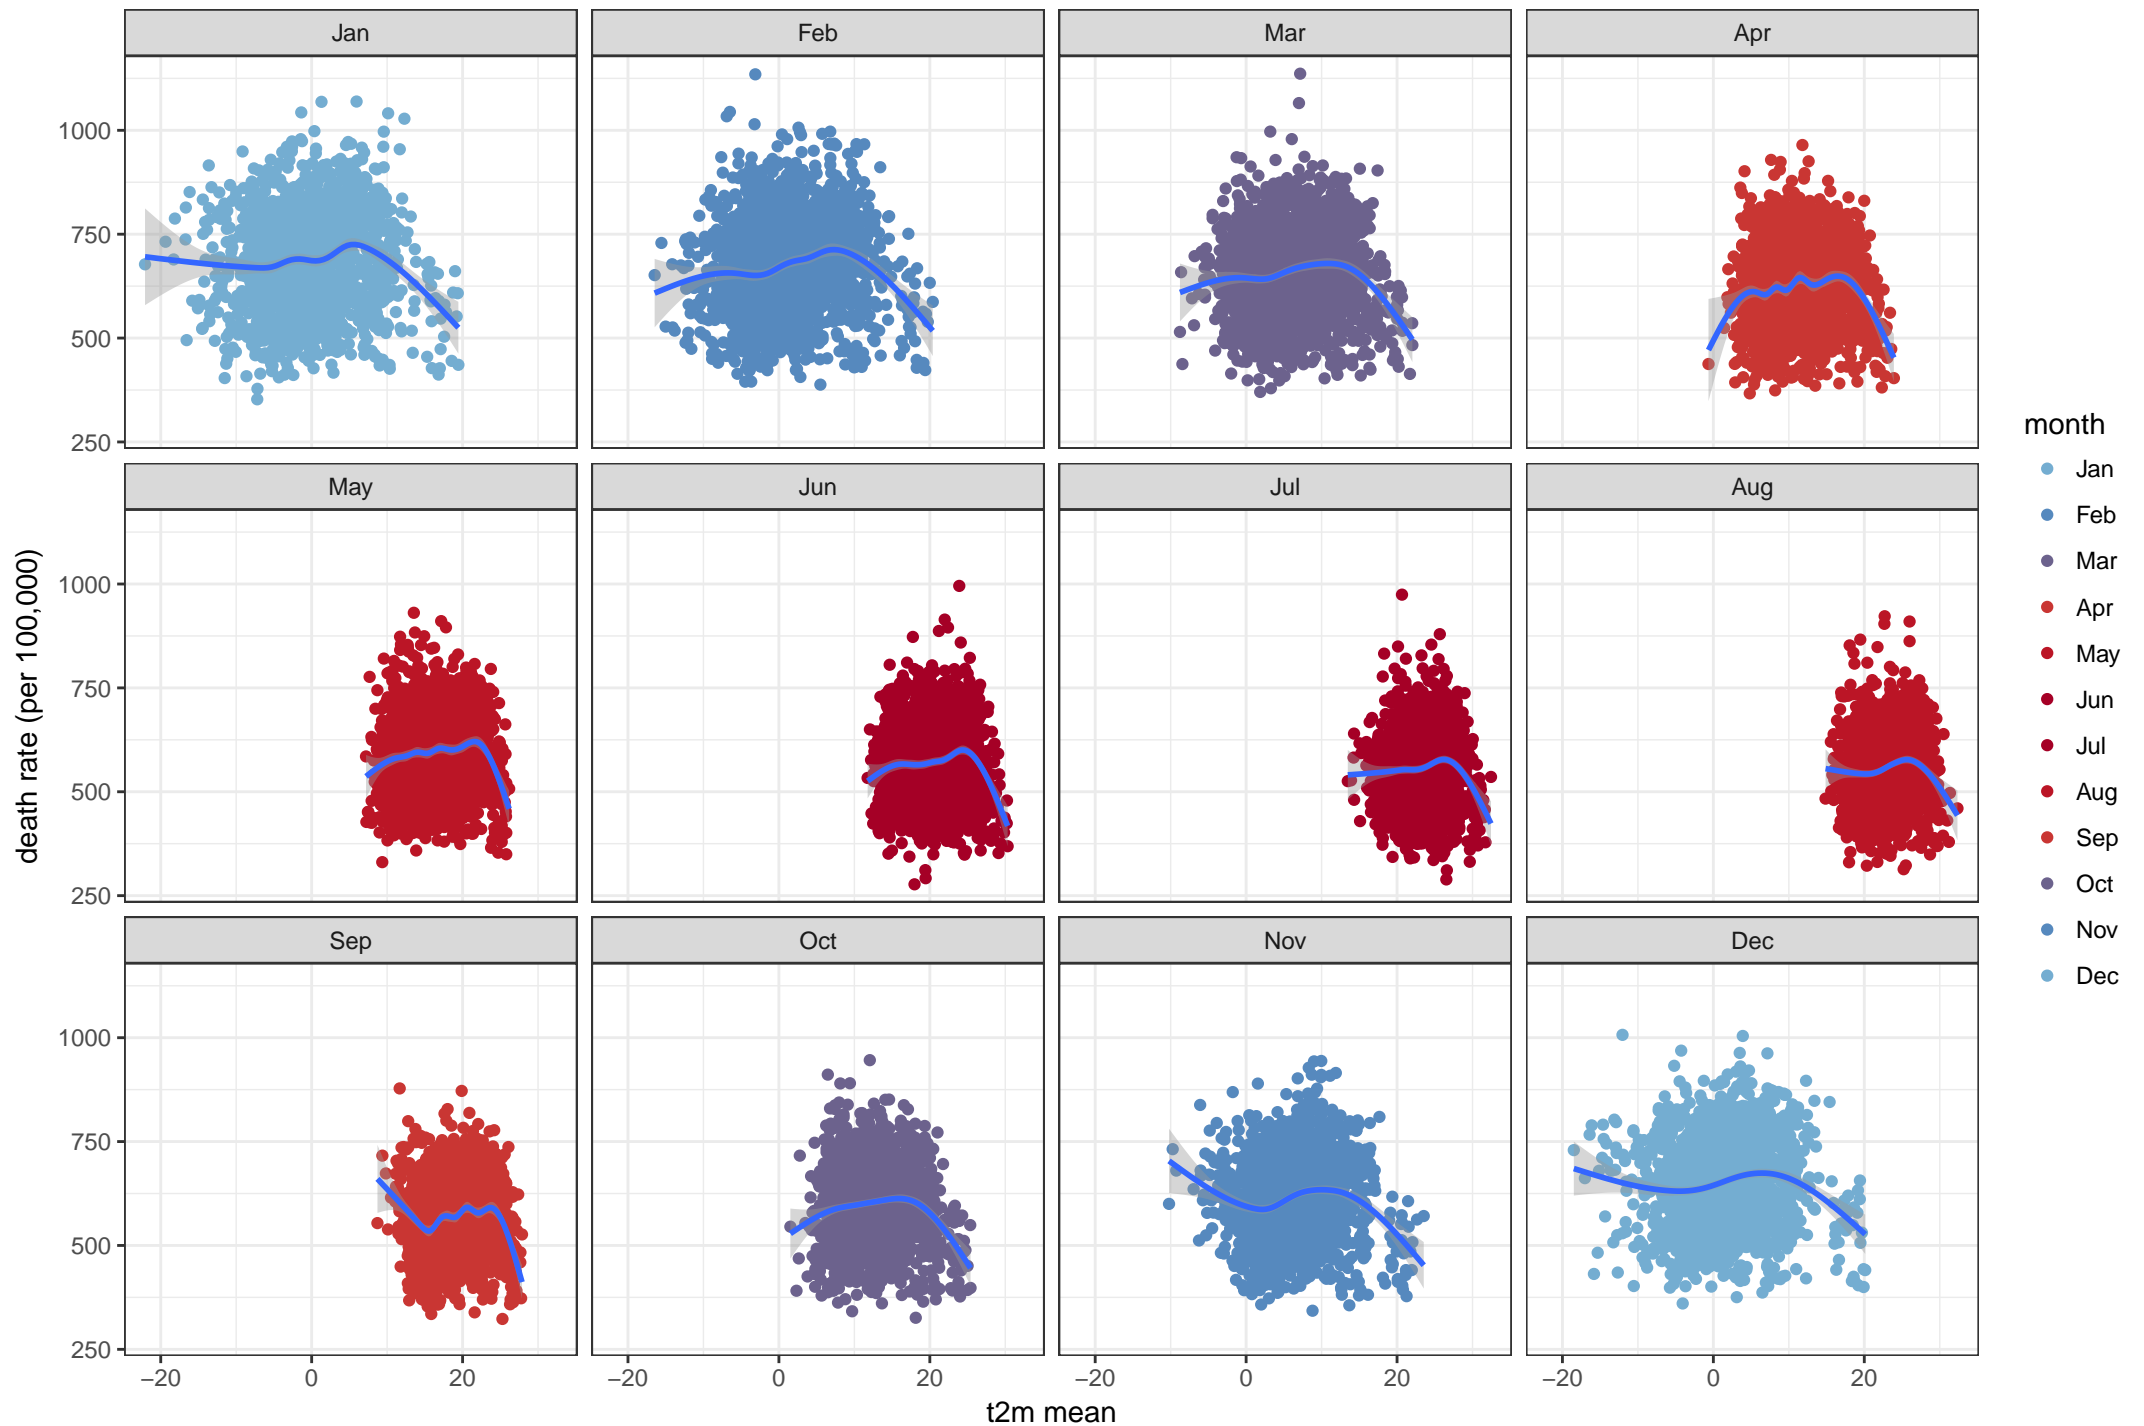 Jan Feb Mar Apr
1000
750
500
250
May Jun Jul Aug
1000
750
500
250
Sep Oct Nov Dec
1000
750
500
250
−20 0 20 −20 0 20 −20 0 20 −20 0 20
t2m mean
death rate (per 100,000)
month
Jan
Feb
Mar
Apr
May
Jun
Jul
Aug
Sep
Oct
Nov
Dec